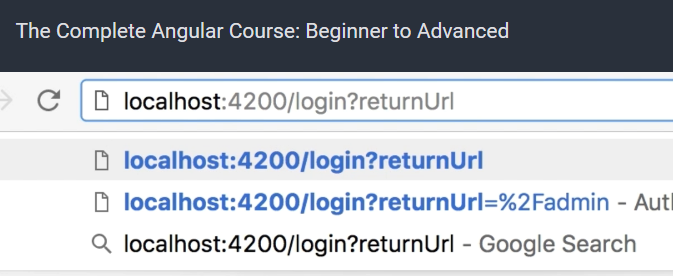 The Complete Angular Course: Beginner to Advanced
localhost:4200/login?returnUrl
localhost:4200/login?returnUrl
localhost:4200/login?returnUrl=%2Fadmin - Aut
localhost:4200/login?returnUrl - Google Search